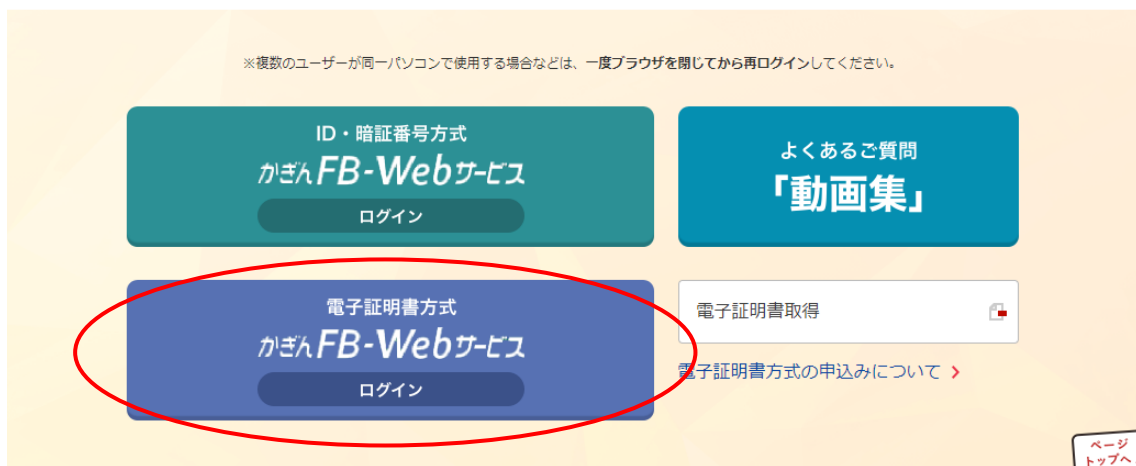 ※複数のユーザーが同一パソコンで使用する場合などは、一度ブラウザを閉じてから再ログインしてください。
ID・暗証番号方式
かぎんFB-Webサービス
ログイン
よくあるご質問
「動画集」
電子証明書方式
かぎんFB-Webサービス
ログイン
電子証明書取得
電子証明書方式の申込みについて
ページ
トップへ